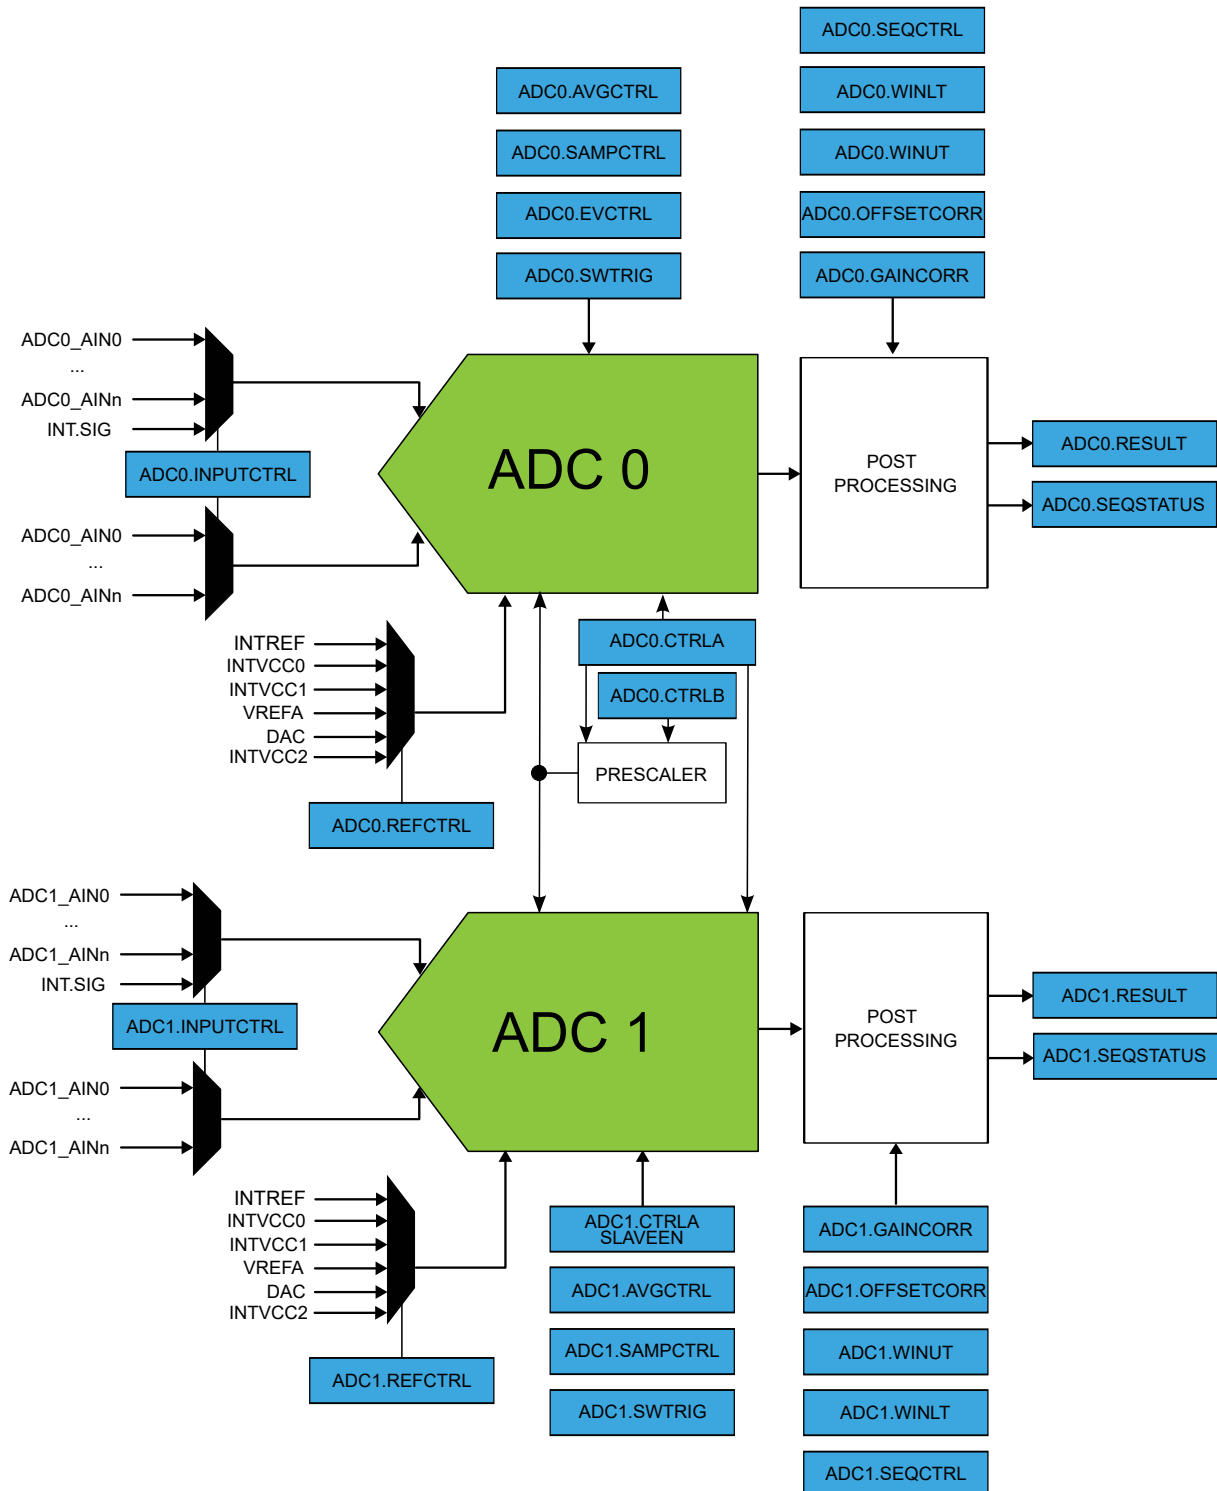 ADC0.SEQCTRL
ADC0.AVGCTRL
ADC0.WINLT
ADC0.SAMPCTRL
ADC0.WINUT
ADC0.EVCTRL
ADC0.OFFSETCORR
ADC0.SWTRIG
ADC0.GAINCORR
ADC0_AIN0
...
ADC0_AINn
INT.SIG
ADC0.INPUTCTRL
ADC0_AIN0
...
ADC0_AINn
ADC 0
POST
PROCESSING
ADC0.RESULT
ADC0.SEQSTATUS
INTREF
INTVCC0
INTVCC1
VREFA
DAC
INTVCC2
ADC0.REFCTRL
ADC0.CTRLA
ADC0.CTRLB
PRESCALER
ADC1_AIN0
...
ADC1_AINn
INT.SIG
ADC1.INPUTCTRL
ADC1_AIN0
...
ADC1_AINn
ADC 1
POST
PROCESSING
ADC1.RESULT
ADC1.SEQSTATUS
INTREF
INTVCC0
INTVCC1
VREFA
DAC
INTVCC2
ADC1.REFCTRL
ADC1.CTRLA
SLAVEEN
ADC1.AVGCTRL
ADC1.SAMPCTRL
ADC1.SWTRIG
ADC1.GAINCORR
ADC1.OFFSETCORR
ADC1.WINUT
ADC1.WINLT
ADC1.SEQCTRL